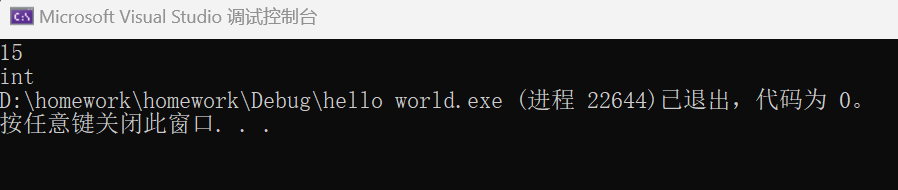 Microsoft Visual Studio 调试控制台
15
int
D:\homework\homework\Debug\hello world.exe (进程 22644)已退出，代码为 0。
按任意键关闭此窗口. . .